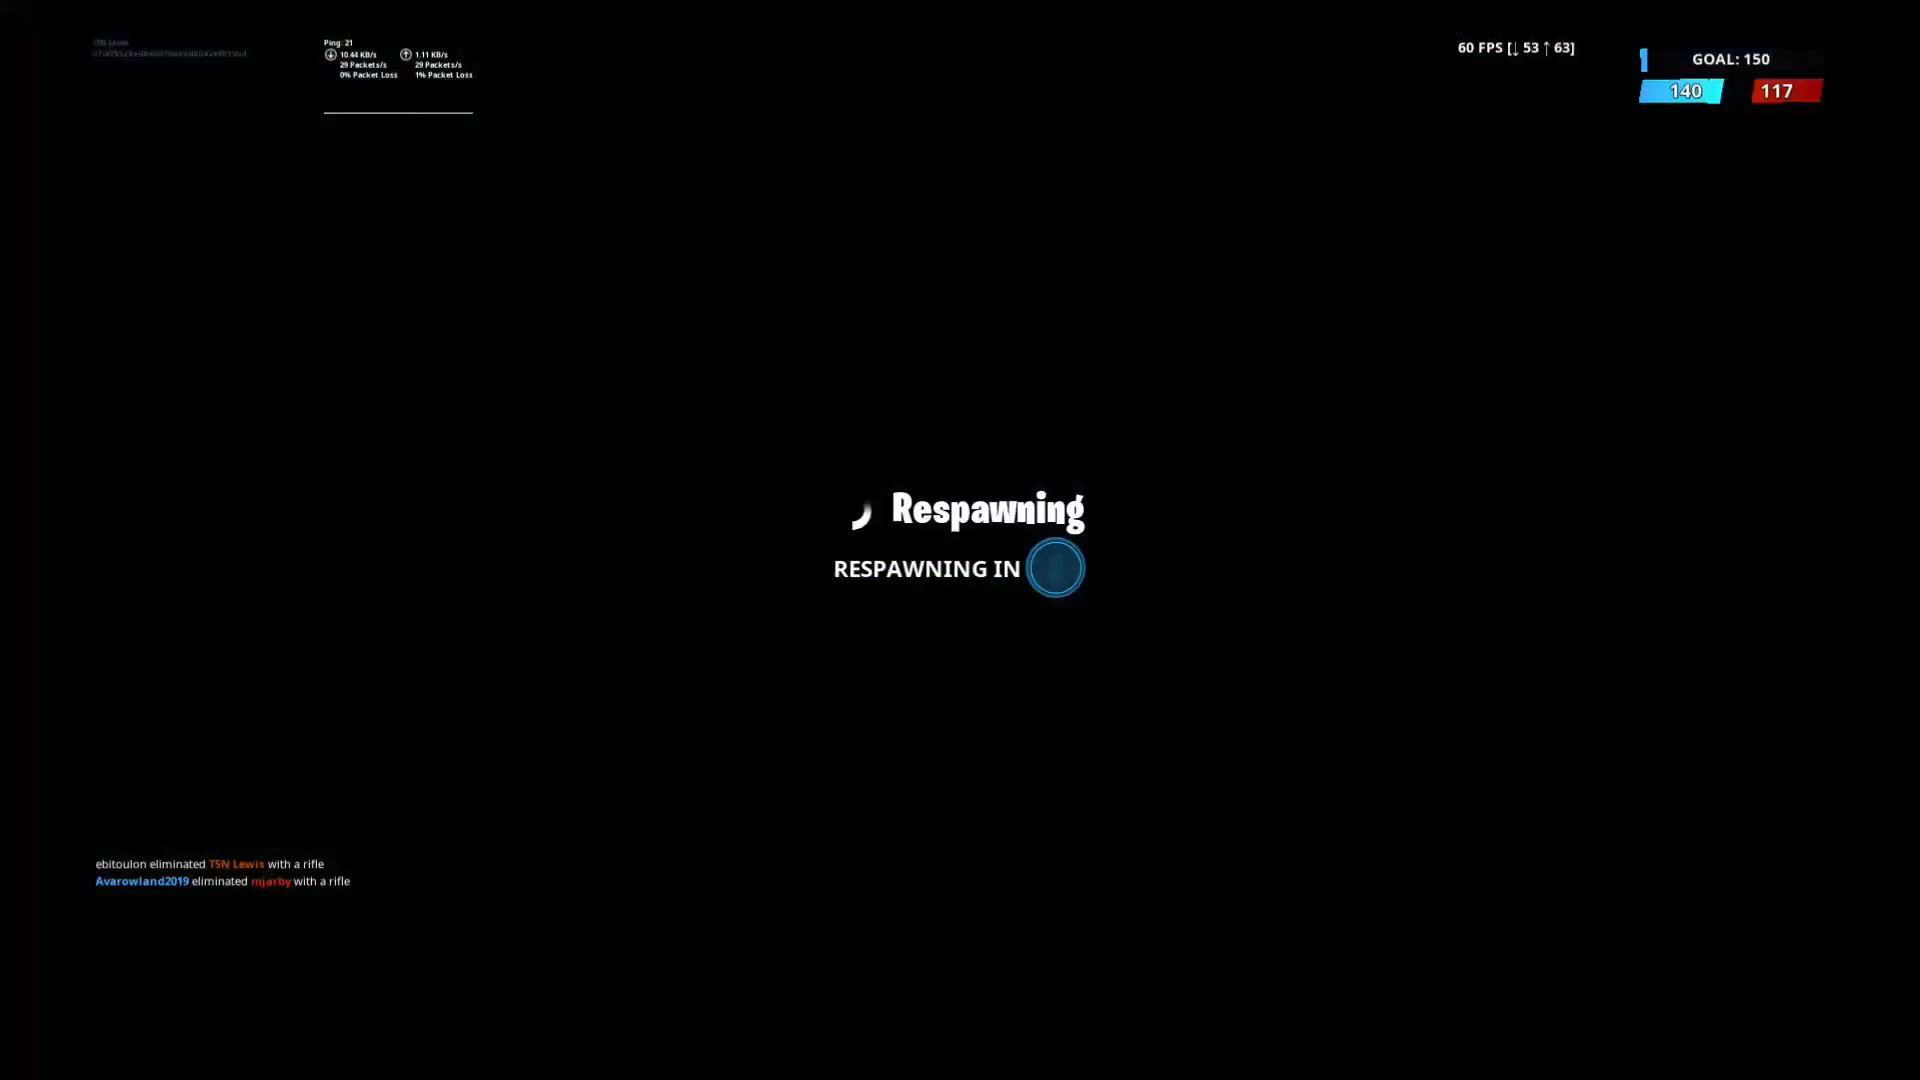 TSN Lewis
Ping: 21
10.44 KB/s 1.11 KB/s
29 Packets/s 29 Packets/s
0% Packet Loss 1% Packet Loss
60 FPS [↓ 53 ↑ 63]
GOAL: 150
140 117
Respawning
RESPAWNING IN
ebitoulon eliminated TSN Lewis with a rifle
Avarowland2019 eliminated mjarby with a rifle